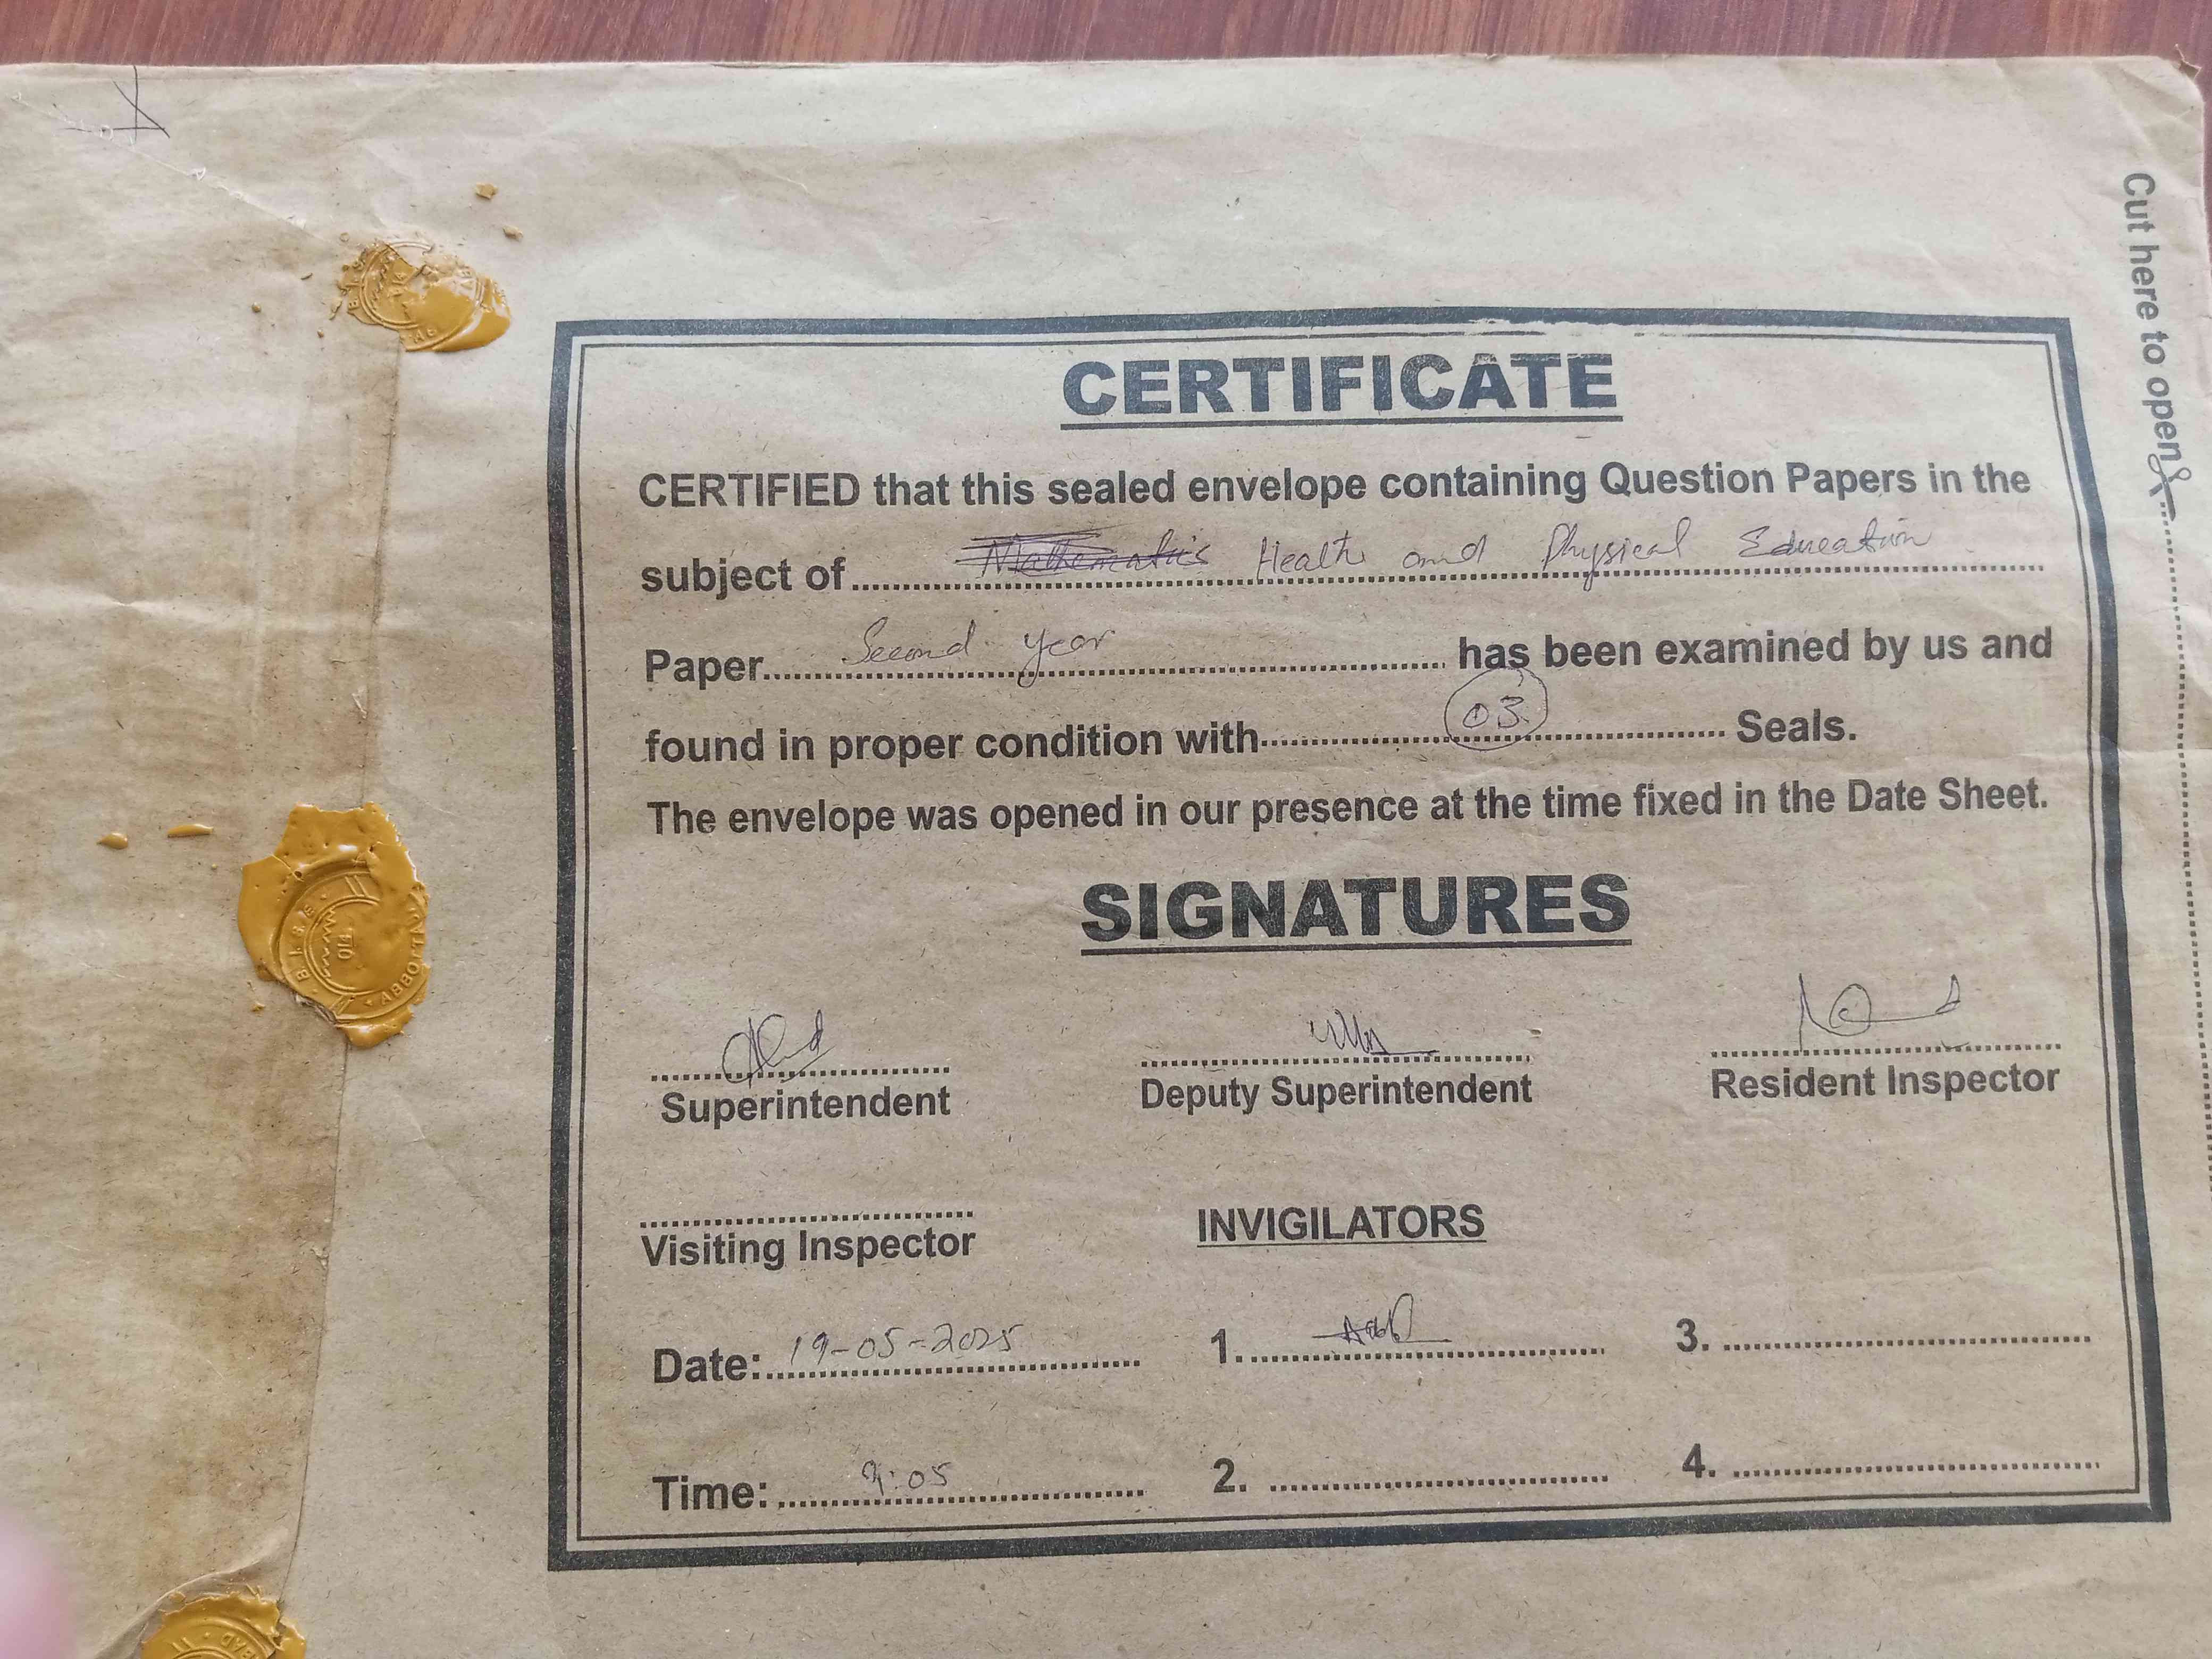 Cut here to open
CERTIFICATE
CERTIFIED that this sealed envelope containing Question Papers in the
subject of Mathematics Health and Physical Education
Paper Second year has been examined by us and
found in proper condition with 03 Seals.
The envelope was opened in our presence at the time fixed in the Date Sheet.
SIGNATURES
Superintendent Deputy Superintendent Resident Inspector
Visiting Inspector INVIGILATORS
Date: 19-05-2025 1. 3.
Time: 9:05 2. 4.
B.I.S.E